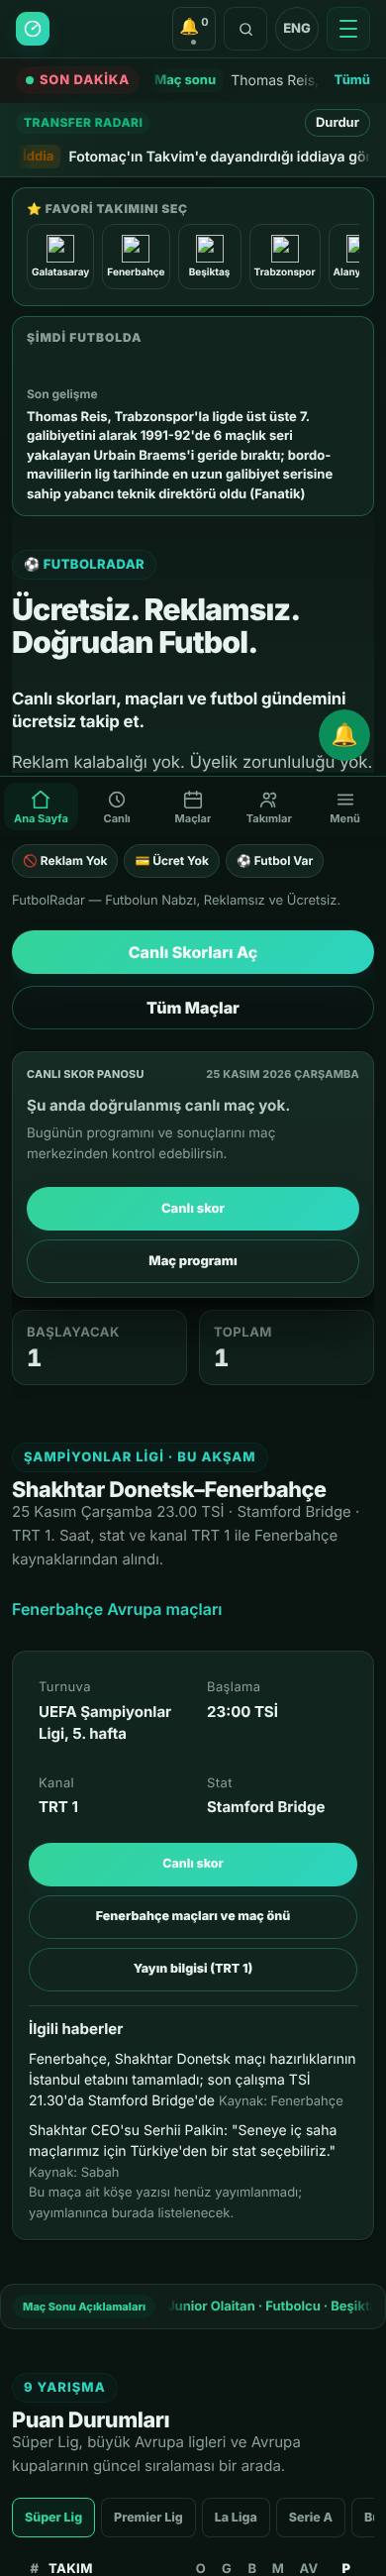 🔔 0 ENG
SON DAKİKA Maç sonu Thomas Reis, Tümü
TRANSFER RADARI Durdur
İddia Fotomaç'ın Takvim'e dayandırdığı iddiaya gör
⭐ FAVORİ TAKIMINI SEÇ
Galatasaray Fenerbahçe Beşiktaş Trabzonspor Alany
ŞİMDİ FUTBOLDA
Son gelişme
Thomas Reis, Trabzonspor'la ligde üst üste 7.
galibiyetini alarak 1991-92'de 6 maçlık seri
yakalayan Urbain Braems'i geride bıraktı; bordo-
mavililerin lig tarihinde en uzun galibiyet serisine
sahip yabancı teknik direktörü oldu (Fanatik)
⚽ FUTBOLRADAR
Ücretsiz. Reklamsız.
Doğrudan Futbol.
Canlı skorları, maçları ve futbol gündemini
ücretsiz takip et.
Reklam kalabalığı yok. Üyelik zorunluluğu yok.
Ana Sayfa Canlı Maçlar Takımlar Menü
🚫 Reklam Yok 💳 Ücret Yok ⚽ Futbol Var
FutbolRadar — Futbolun Nabzı, Reklamsız ve Ücretsiz.
Canlı Skorları Aç
Tüm Maçlar
CANLI SKOR PANOSU 25 KASIM 2026 ÇARŞAMBA
Şu anda doğrulanmış canlı maç yok.
Bugünün programını ve sonuçlarını maç
merkezinden kontrol edebilirsin.
Canlı skor
Maç programı
BAŞLAYACAK TOPLAM
1 1
ŞAMPİYONLAR LİGİ · BU AKŞAM
Shakhtar Donetsk–Fenerbahçe
25 Kasım Çarşamba 23.00 TSİ · Stamford Bridge ·
TRT 1. Saat, stat ve kanal TRT 1 ile Fenerbahçe
kaynaklarından alındı.
Fenerbahçe Avrupa maçları
Turnuva Başlama
UEFA Şampiyonlar 23:00 TSİ
Ligi, 5. hafta
Kanal Stat
TRT 1 Stamford Bridge
Canlı skor
Fenerbahçe maçları ve maç önü
Yayın bilgisi (TRT 1)
İlgili haberler
Fenerbahçe, Shakhtar Donetsk maçı hazırlıklarının
İstanbul etabını tamamladı; son çalışma TSİ
21.30'da Stamford Bridge'de Kaynak: Fenerbahçe
Shakhtar CEO'su Serhii Palkin: "Seneye iç saha
maçlarımız için Türkiye'den bir stat seçebiliriz."
Kaynak: Sabah
Bu maça ait köşe yazısı henüz yayımlanmadı;
yayımlanınca burada listelenecek.
Maç Sonu Açıklamaları Junior Olaitan · Futbolcu · Beşikt
9 YARIŞMA
Puan Durumları
Süper Lig, büyük Avrupa ligleri ve Avrupa
kupalarının güncel sıralaması bir arada.
Süper Lig Premier Lig La Liga Serie A
# TAKIM O G B M AV P